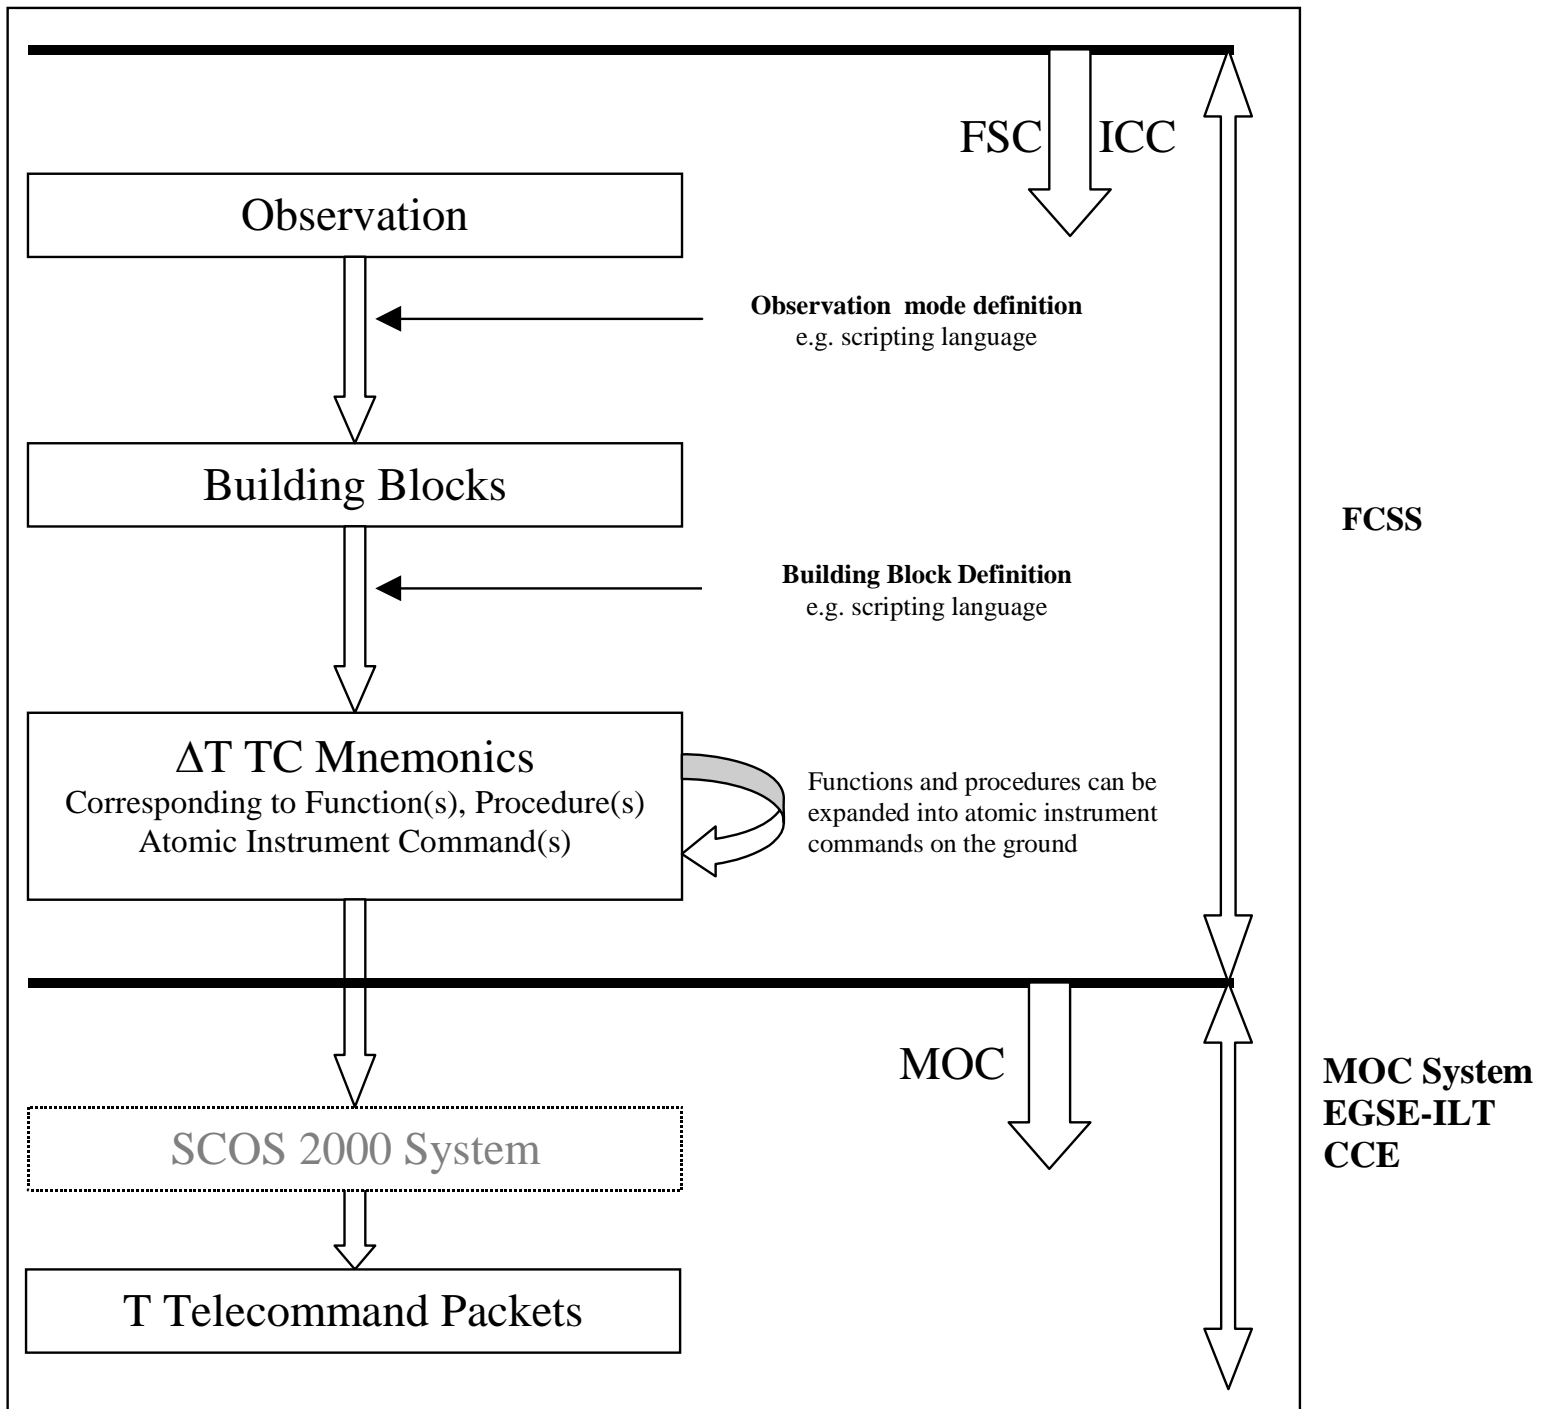 FSC ICC
Observation
Observation mode definition
e.g. scripting language
Building Blocks
FCSS
Building Block Definition
e.g. scripting language
ΔT TC Mnemonics
Corresponding to Function(s), Procedure(s)
Atomic Instrument Command(s)
Functions and procedures can be
expanded into atomic instrument
commands on the ground
MOC
MOC System
EGSE-ILT
CCE
SCOS 2000 System
T Telecommand Packets